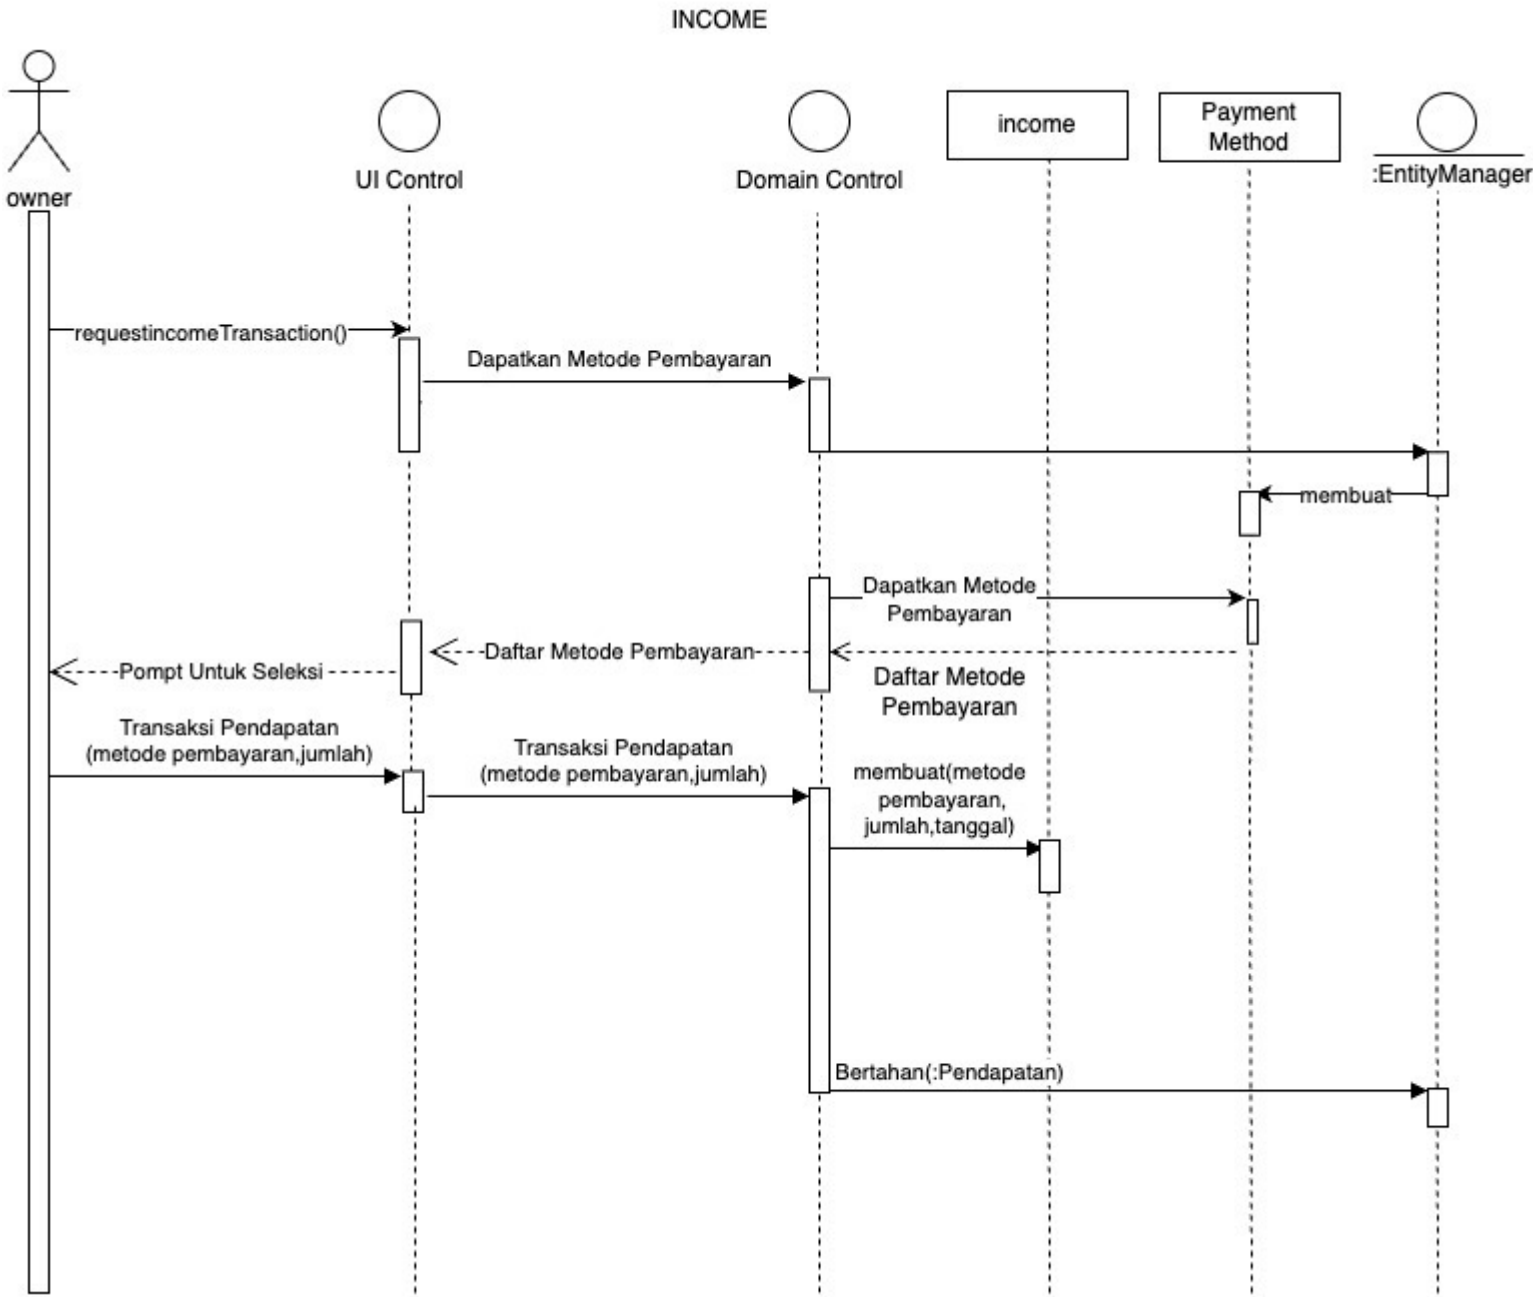 INCOME
owner
UI Control
Domain Control
income
Payment
Method
:EntityManager
requestincomeTransaction()
Dapatkan Metode Pembayaran
membuat
Dapatkan Metode
Pembayaran
Daftar Metode Pembayaran
Pompt Untuk Seleksi
Daftar Metode
Pembayaran
Transaksi Pendapatan
(metode pembayaran,jumlah)
Transaksi Pendapatan
(metode pembayaran,jumlah)
membuat(metode
pembayaran,
jumlah,tanggal)
Bertahan(:Pendapatan)